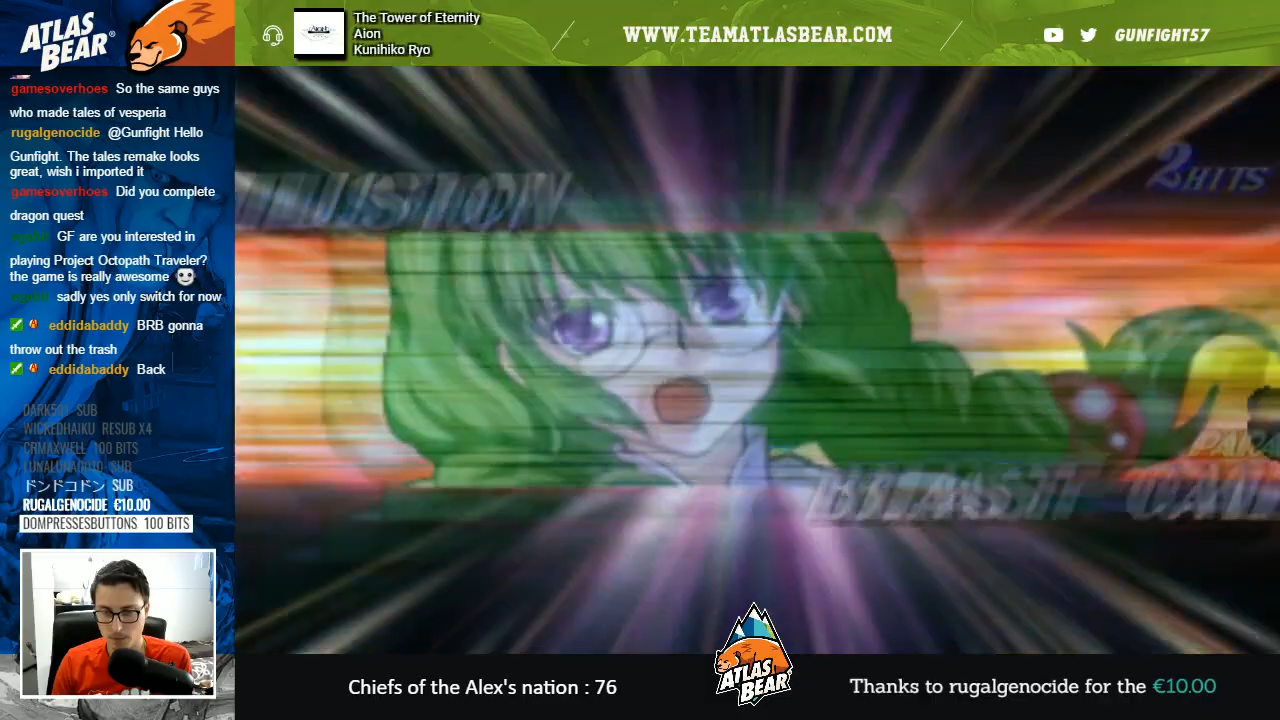 ATLAS
BEAR®
The Tower of Eternity
Aion
Kunihiko Ryo
WWW.TEAMATLASBEAR.COM
GUNFIGHT57
gamesoverhoes So the same guys
who made tales of vesperia
rugalgenocide @Gunfight Hello
Gunfight. The tales remake looks
great, wish i imported it
gamesoverhoes Did you complete
dragon quest
GF are you interested in
playing Project Octopath Traveler?
the game is really awesome
sadly yes only switch for now
eddidabaddy BRB gonna
throw out the trash
eddidabaddy Back
DARK501 SUB
WICKEDHAIKU RESUB X4
CRMAXWELL 100 BITS
SUB
ドンドコドン SUB
RUGALGENOCIDE €10.00
DOMPRESSESBUTTONS 100 BITS
2 HITS
PARA
Chiefs of the Alex's nation : 76
ATLAS
BEAR
Thanks to rugalgenocide for the €10.00